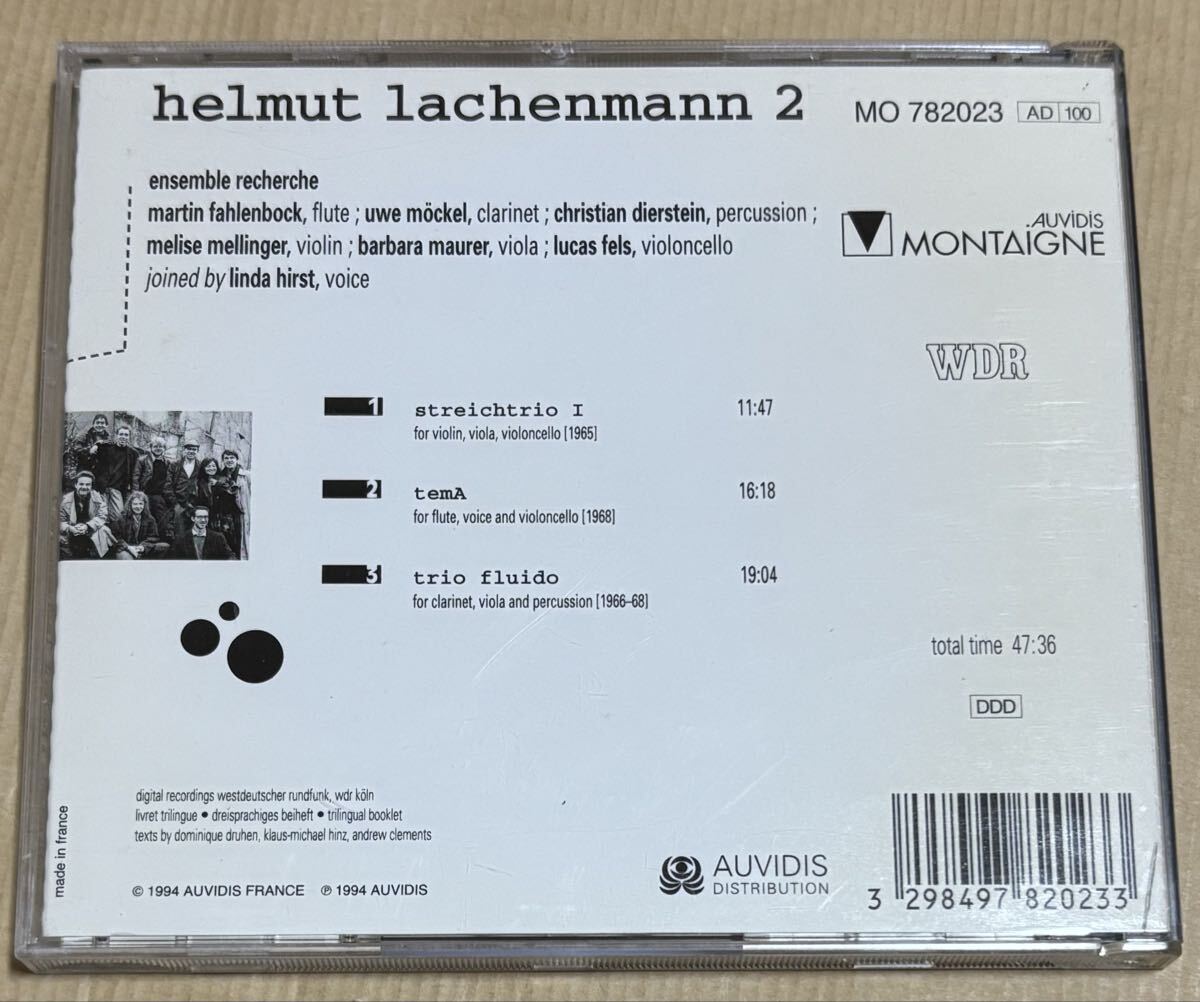 helmut lachenmann 2
MO 782023 AD 100
ensemble recherche
martin fahlenbock, flute ; uwe möckel, clarinet ; christian dierstein, percussion ;
melise mellinger, violin ; barbara maurer, viola ; lucas fels, violoncello
joined by linda hirst, voice
AUVIDIS
MONTAIGNE
WDR
1 streichtrio I 11:47
for violin, viola, violoncello [1965]
2 temA 16:18
for flute, voice and violoncello [1968]
3 trio fluido 19:04
for clarinet, viola and percussion [1966–68]
total time 47:36
DDD
digital recordings westdeutscher rundfunk, wdr köln
livret trilingue • dreisprachiges beiheft • trilingual booklet
texts by dominique druhen, klaus-michael hinz, andrew clements
made in france
© 1994 AUVIDIS FRANCE ℗ 1994 AUVIDIS
AUVIDIS
DISTRIBUTION
3 298497 820233